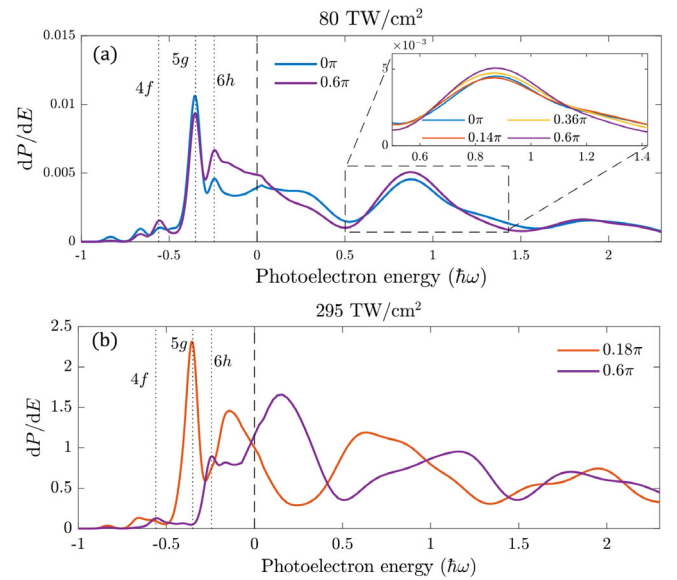 80 TW/cm²
(a)
0.015
0.01
0.005
0
dP/dE
4f
5g
6h
0π
0.6π
×10⁻³
5
0
0π
0.36π
0.14π
0.6π
0.6
0.8
1
1.2
1.4
-1
-0.5
0
0.5
1
1.5
2
Photoelectron energy (ℏω)
295 TW/cm²
(b)
2.5
2
1.5
1
0.5
0
dP/dE
4f
5g
6h
0.18π
0.6π
-1
-0.5
0
0.5
1
1.5
2
Photoelectron energy (ℏω)